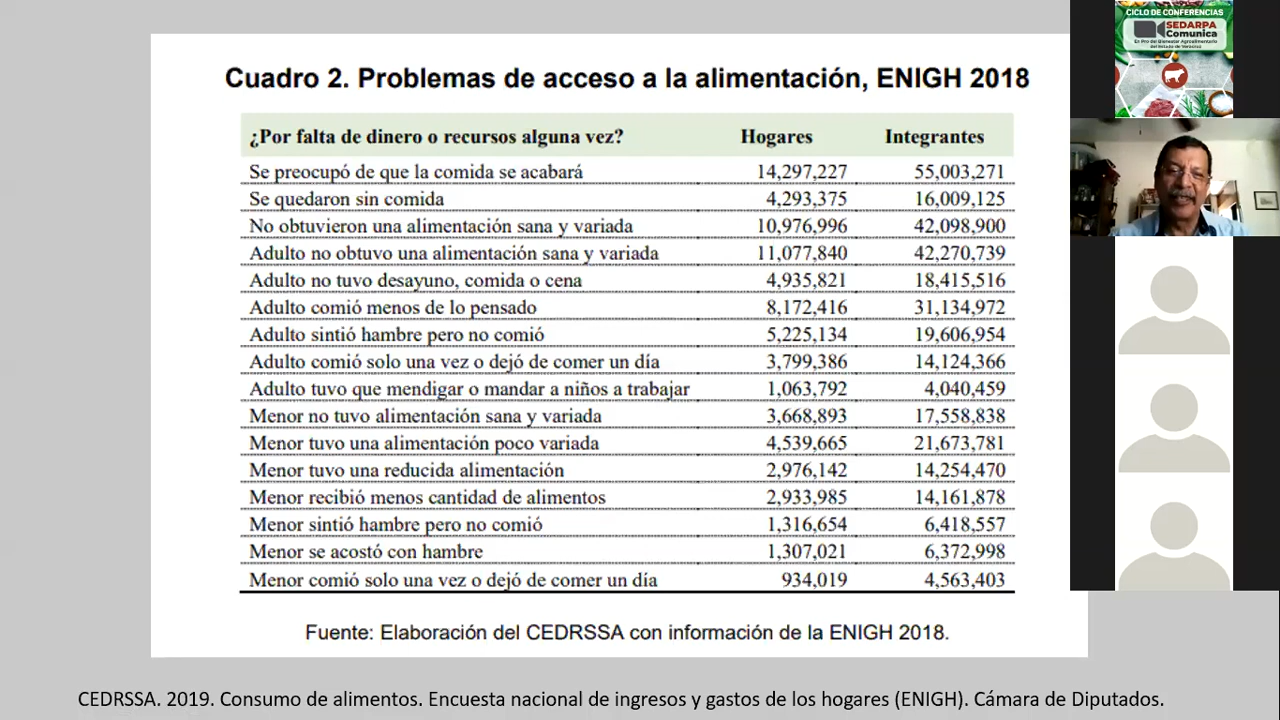 Cuadro 2. Problemas de acceso a la alimentación, ENIGH 2018
¿Por falta de dinero o recursos alguna vez? Hogares Integrantes
Se preocupó de que la comida se acabará 14,297,227 55,003,271
Se quedaron sin comida 4,293,375 16,009,125
No obtuvieron una alimentación sana y variada 10,976,996 42,098,900
Adulto no obtuvo una alimentación sana y variada 11,077,840 42,270,739
Adulto no tuvo desayuno, comida o cena 4,935,821 18,415,516
Adulto comió menos de lo pensado 8,172,416 31,134,972
Adulto sintió hambre pero no comió 5,225,134 19,606,954
Adulto comió solo una vez o dejó de comer un día 3,799,386 14,124,366
Adulto tuvo que mendigar o mandar a niños a trabajar 1,063,792 4,040,459
Menor no tuvo alimentación sana y variada 3,668,893 17,558,838
Menor tuvo una alimentación poco variada 4,539,665 21,673,781
Menor tuvo una reducida alimentación 2,976,142 14,254,470
Menor recibió menos cantidad de alimentos 2,933,985 14,161,878
Menor sintió hambre pero no comió 1,316,654 6,418,557
Menor se acostó con hambre 1,307,021 6,372,998
Menor comió solo una vez o dejó de comer un día 934,019 4,563,403
Fuente: Elaboración del CEDRSSA con información de la ENIGH 2018.
CEDRSSA. 2019. Consumo de alimentos. Encuesta nacional de ingresos y gastos de los hogares (ENIGH). Cámara de Diputados.
CICLO DE CONFERENCIAS
SEDARPA
Comunica
En Pro del Bienestar Agroalimentario
del Estado de Veracruz